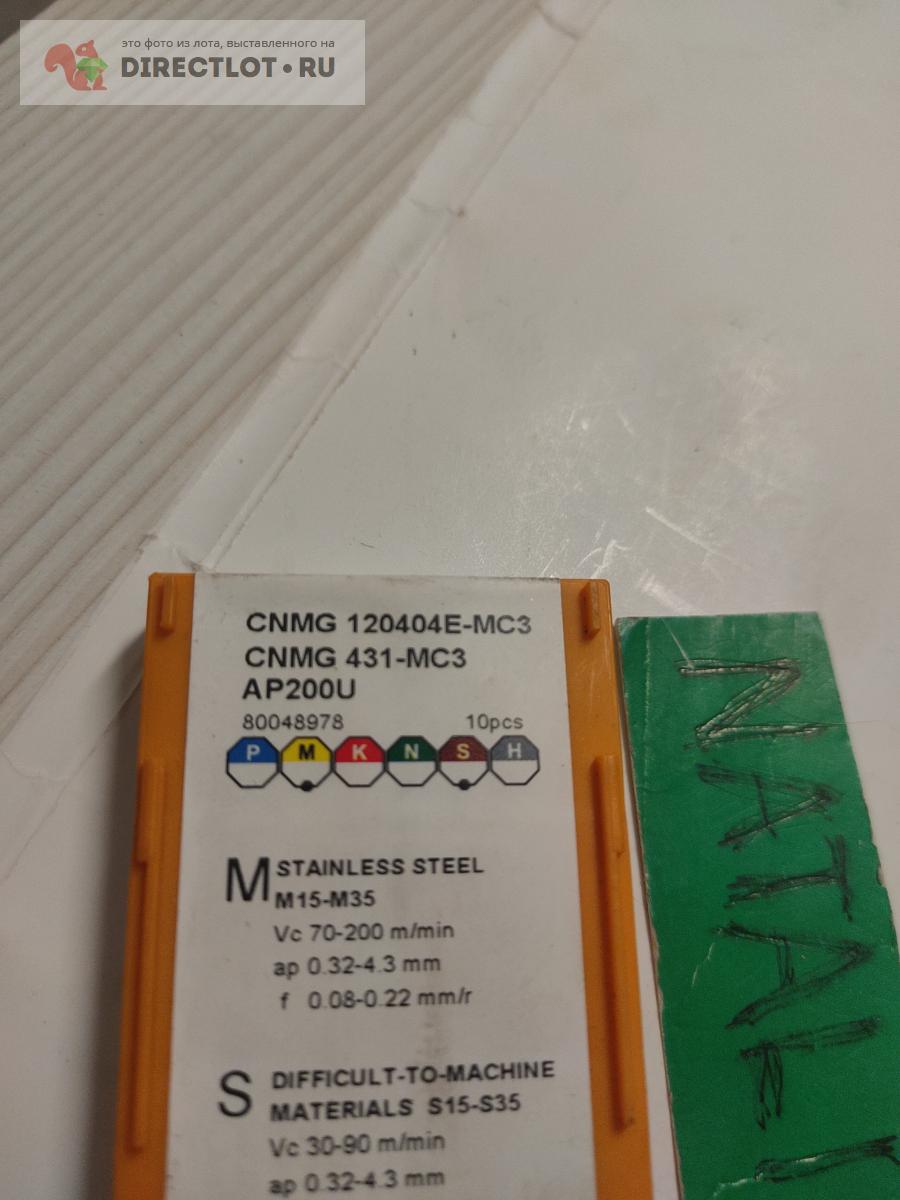 это фото из лота, выставленного на
DIRECTLOT•RU
CNMG 120404E-MC3
CNMG 431-MC3
AP200U
80048978 10pcs
P M K N S H
M STAINLESS STEEL
M15-M35
Vc 70-200 m/min
ap 0.32-4.3 mm
f 0.08-0.22 mm/r
S DIFFICULT-TO-MACHINE
MATERIALS S15-S35
Vc 30-90 m/min
ap 0.32-4.3 mm